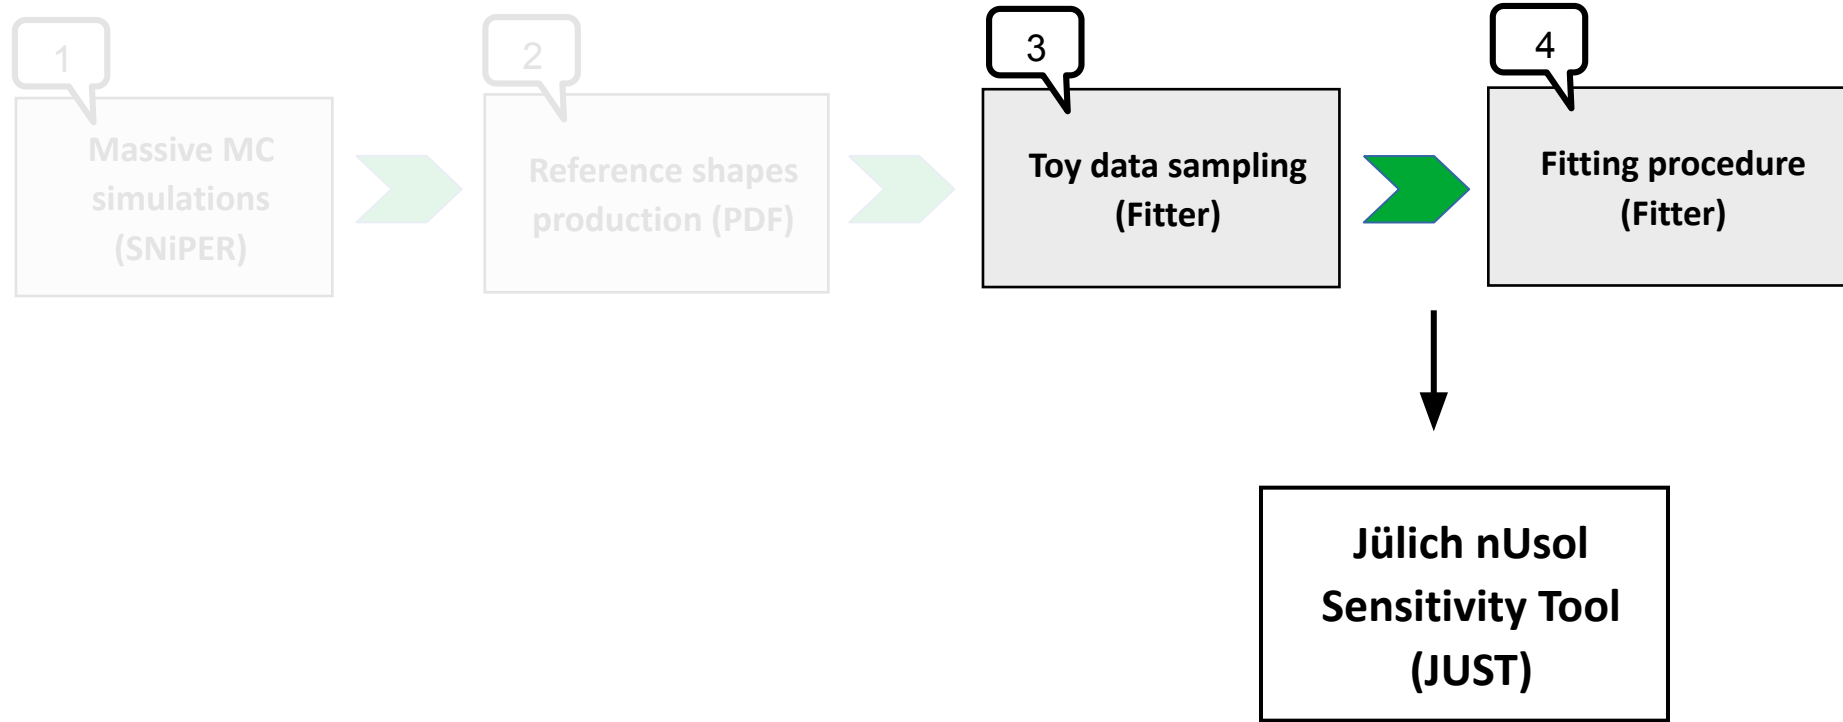 1
Massive MC
simulations
(SNiPER)
2
Reference shapes
production (PDF)
3
Toy data sampling
(Fitter)
4
Fitting procedure
(Fitter)
Jülich nUsol
Sensitivity Tool
(JUST)